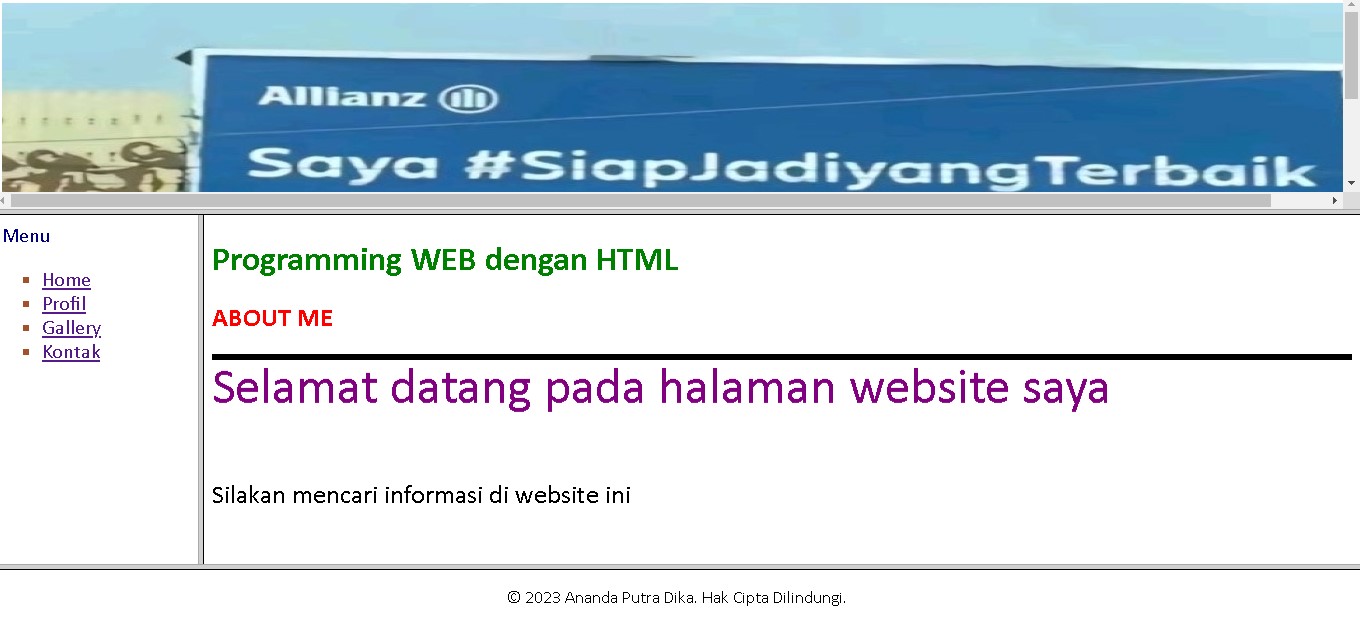 Allianz
Saya #SiapJadiyangTerbaik
Menu
Home
Profil
Gallery
Kontak
Programming WEB dengan HTML
ABOUT ME
Selamat datang pada halaman website saya
Silakan mencari informasi di website ini
© 2023 Ananda Putra Dika. Hak Cipta Dilindungi.